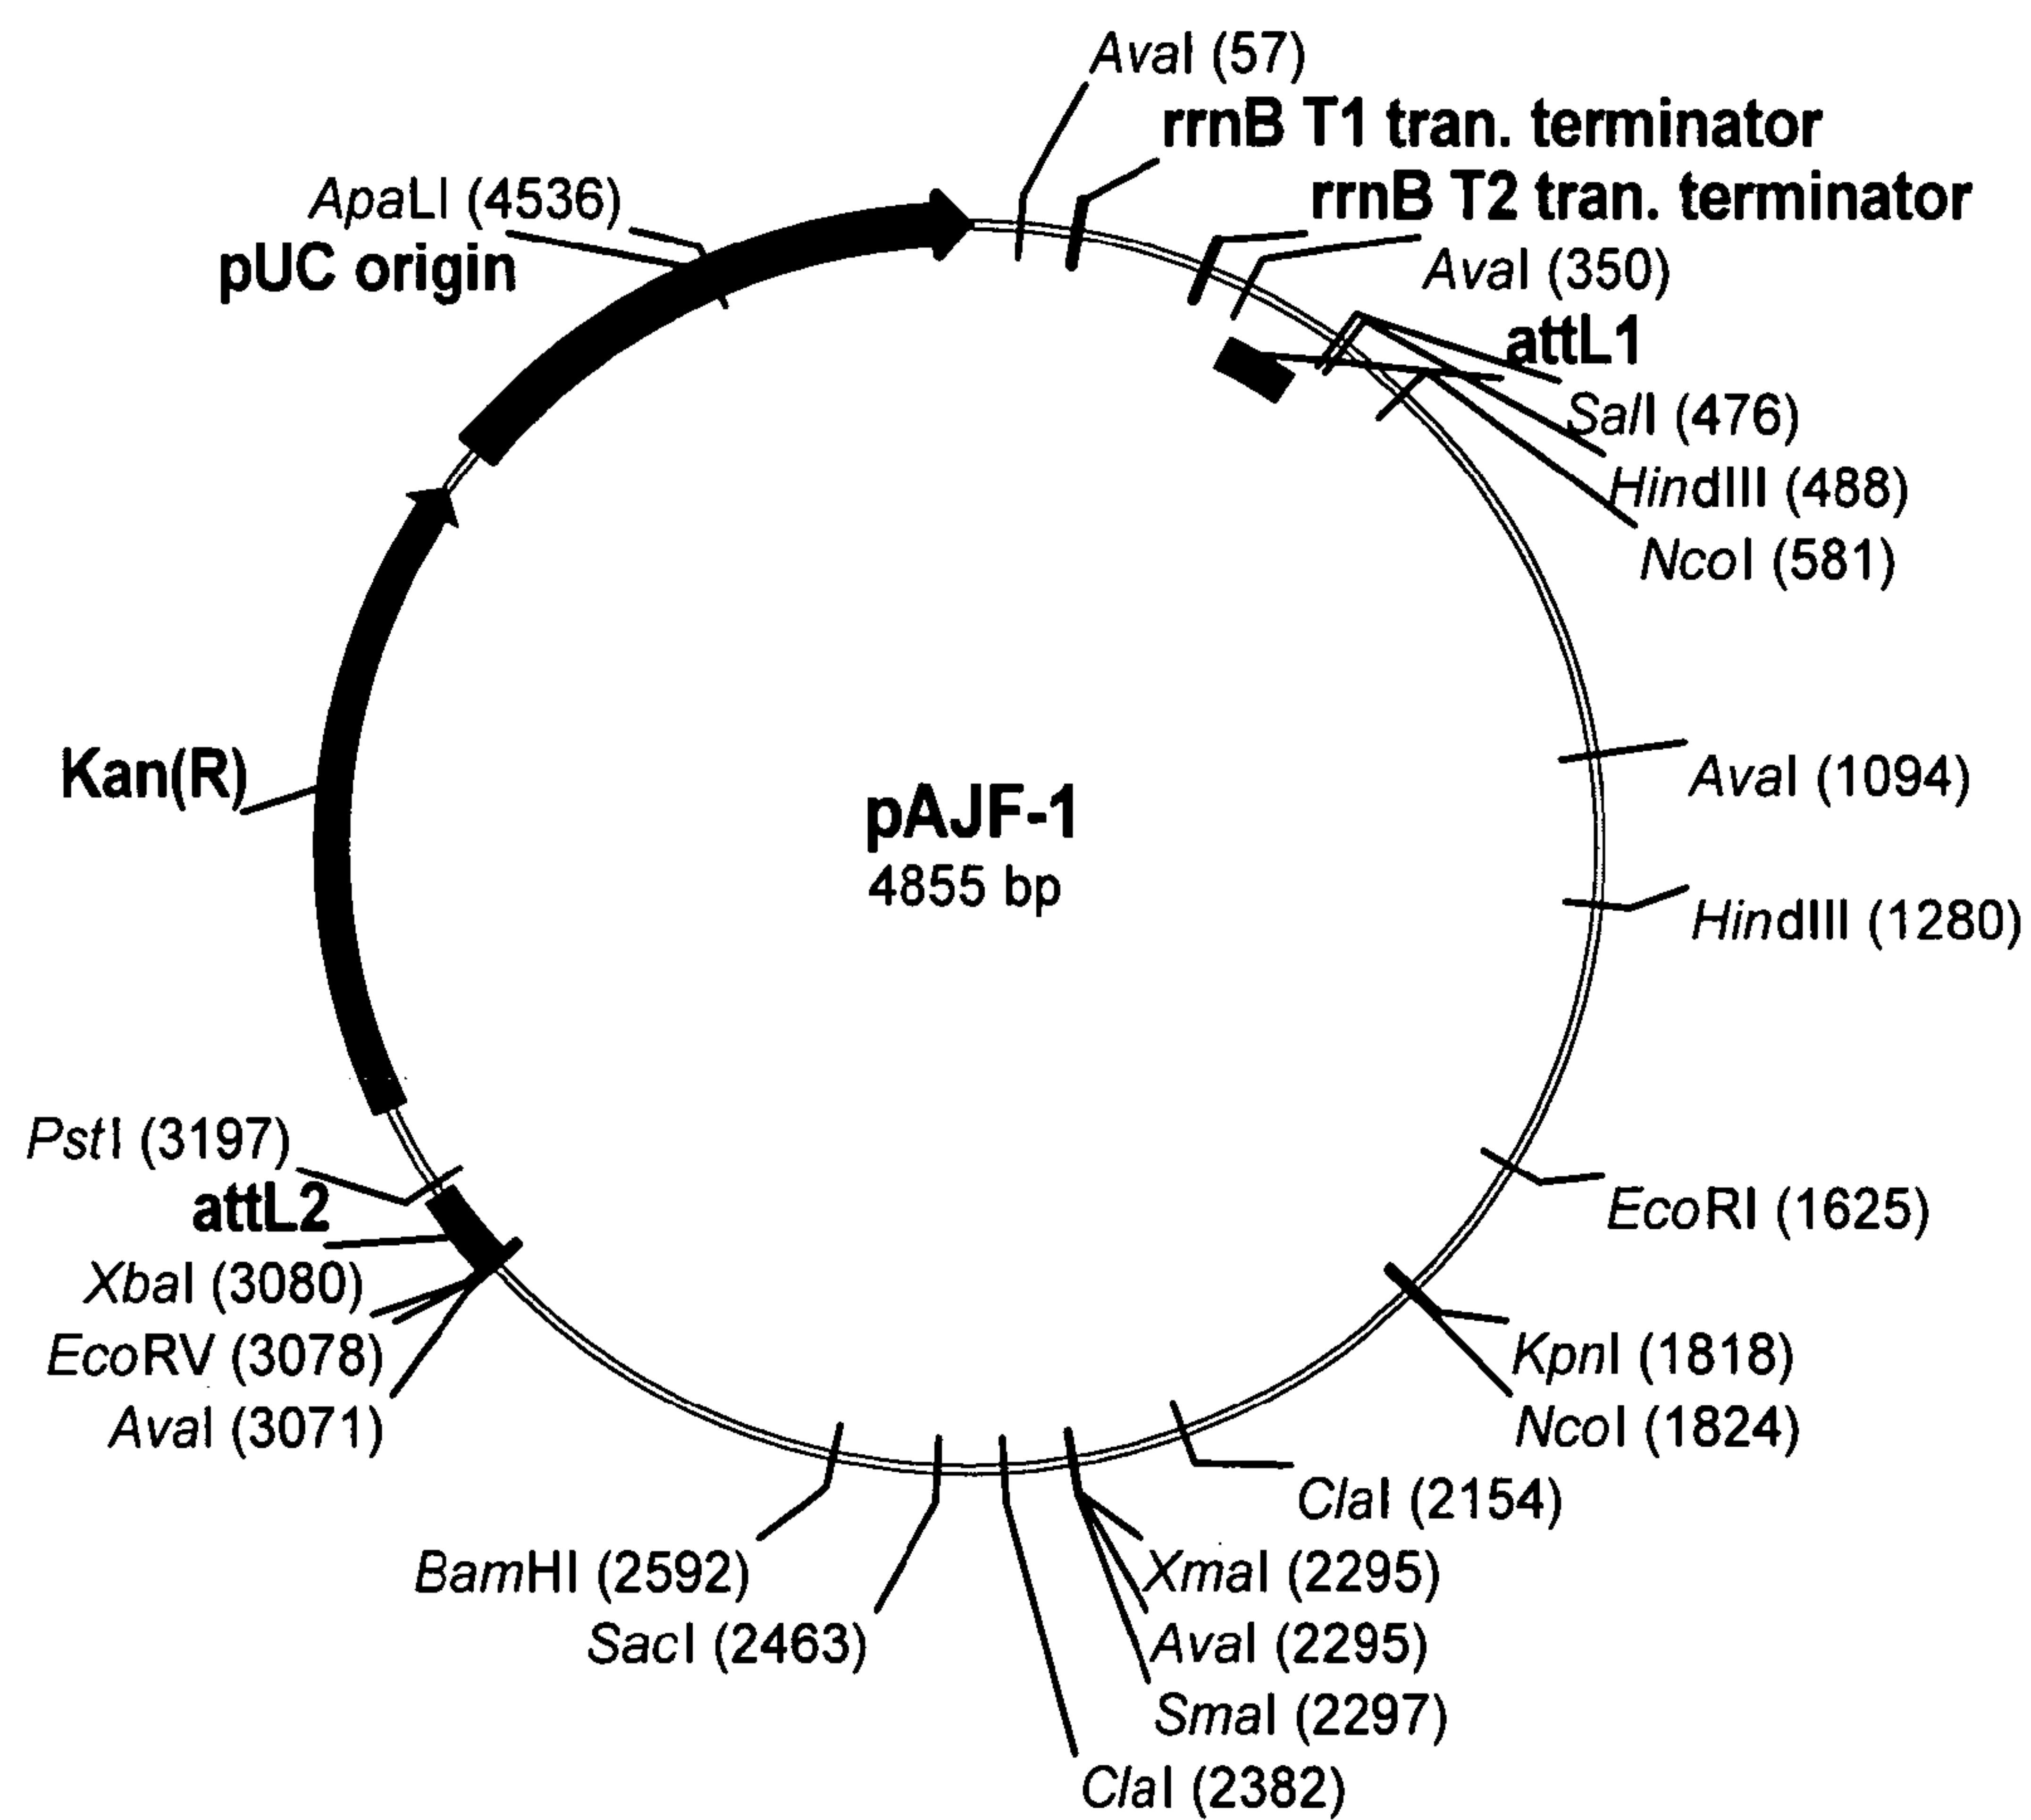 AvaI (57)
rrnB T1 tran. terminator
rrnB T2 tran. terminator
AvaI (350)
attL1
SalI (476)
HindIII (488)
NcoI (581)
AvaI (1094)
HindIII (1280)
EcoRI (1625)
KpnI (1818)
NcoI (1824)
ClaI (2154)
XmaI (2295)
AvaI (2295)
SmaI (2297)
ClaI (2382)
SacI (2463)
BamHI (2592)
AvaI (3071)
EcoRV (3078)
XbaI (3080)
attL2
PstI (3197)
Kan(R)
pUC origin
ApaLI (4536)
pAJF-1
4855 bp